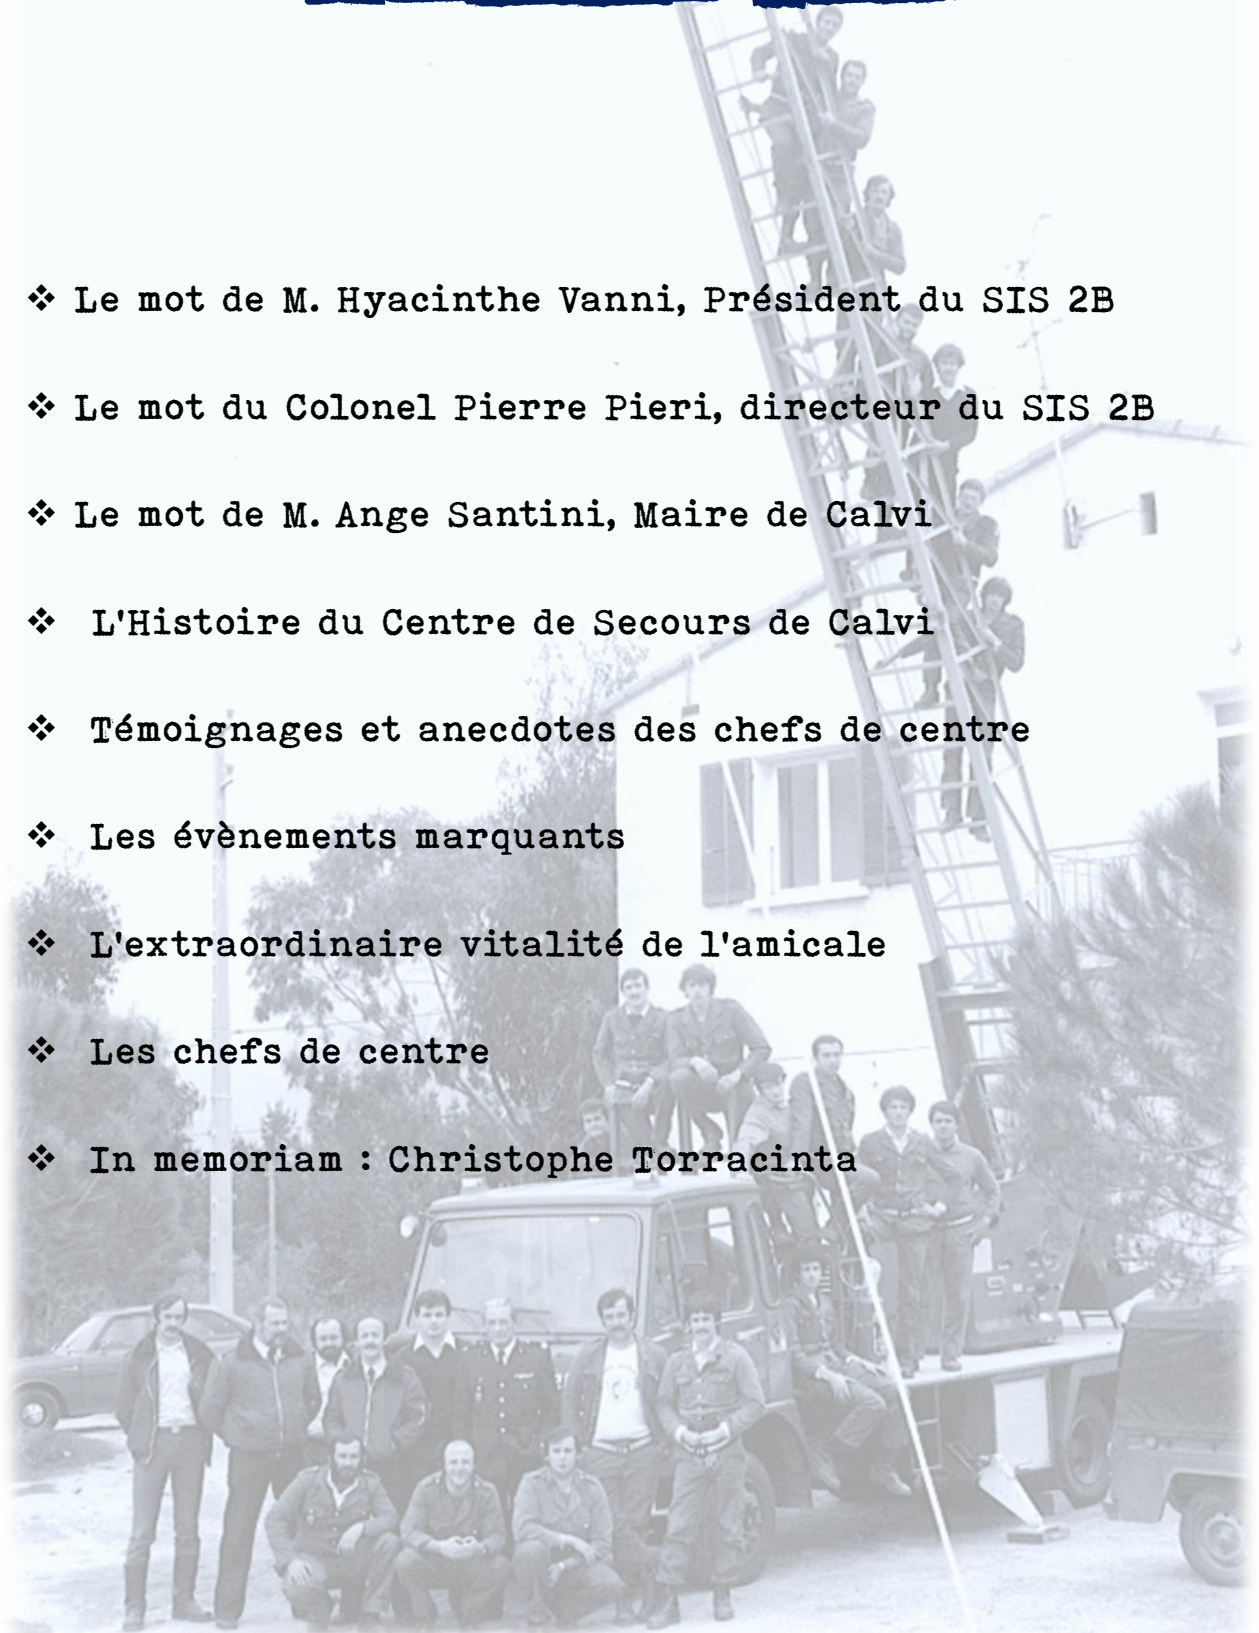 ❖ Le mot de M. Hyacinthe Vanni, Président du SIS 2B
❖ Le mot du Colonel Pierre Pieri, directeur du SIS 2B
❖ Le mot de M. Ange Santini, Maire de Calvi
❖ L'Histoire du Centre de Secours de Calvi
❖ Témoignages et anecdotes des chefs de centre
❖ Les évènements marquants
❖ L'extraordinaire vitalité de l'amicale
❖ Les chefs de centre
❖ In memoriam : Christophe Torracinta